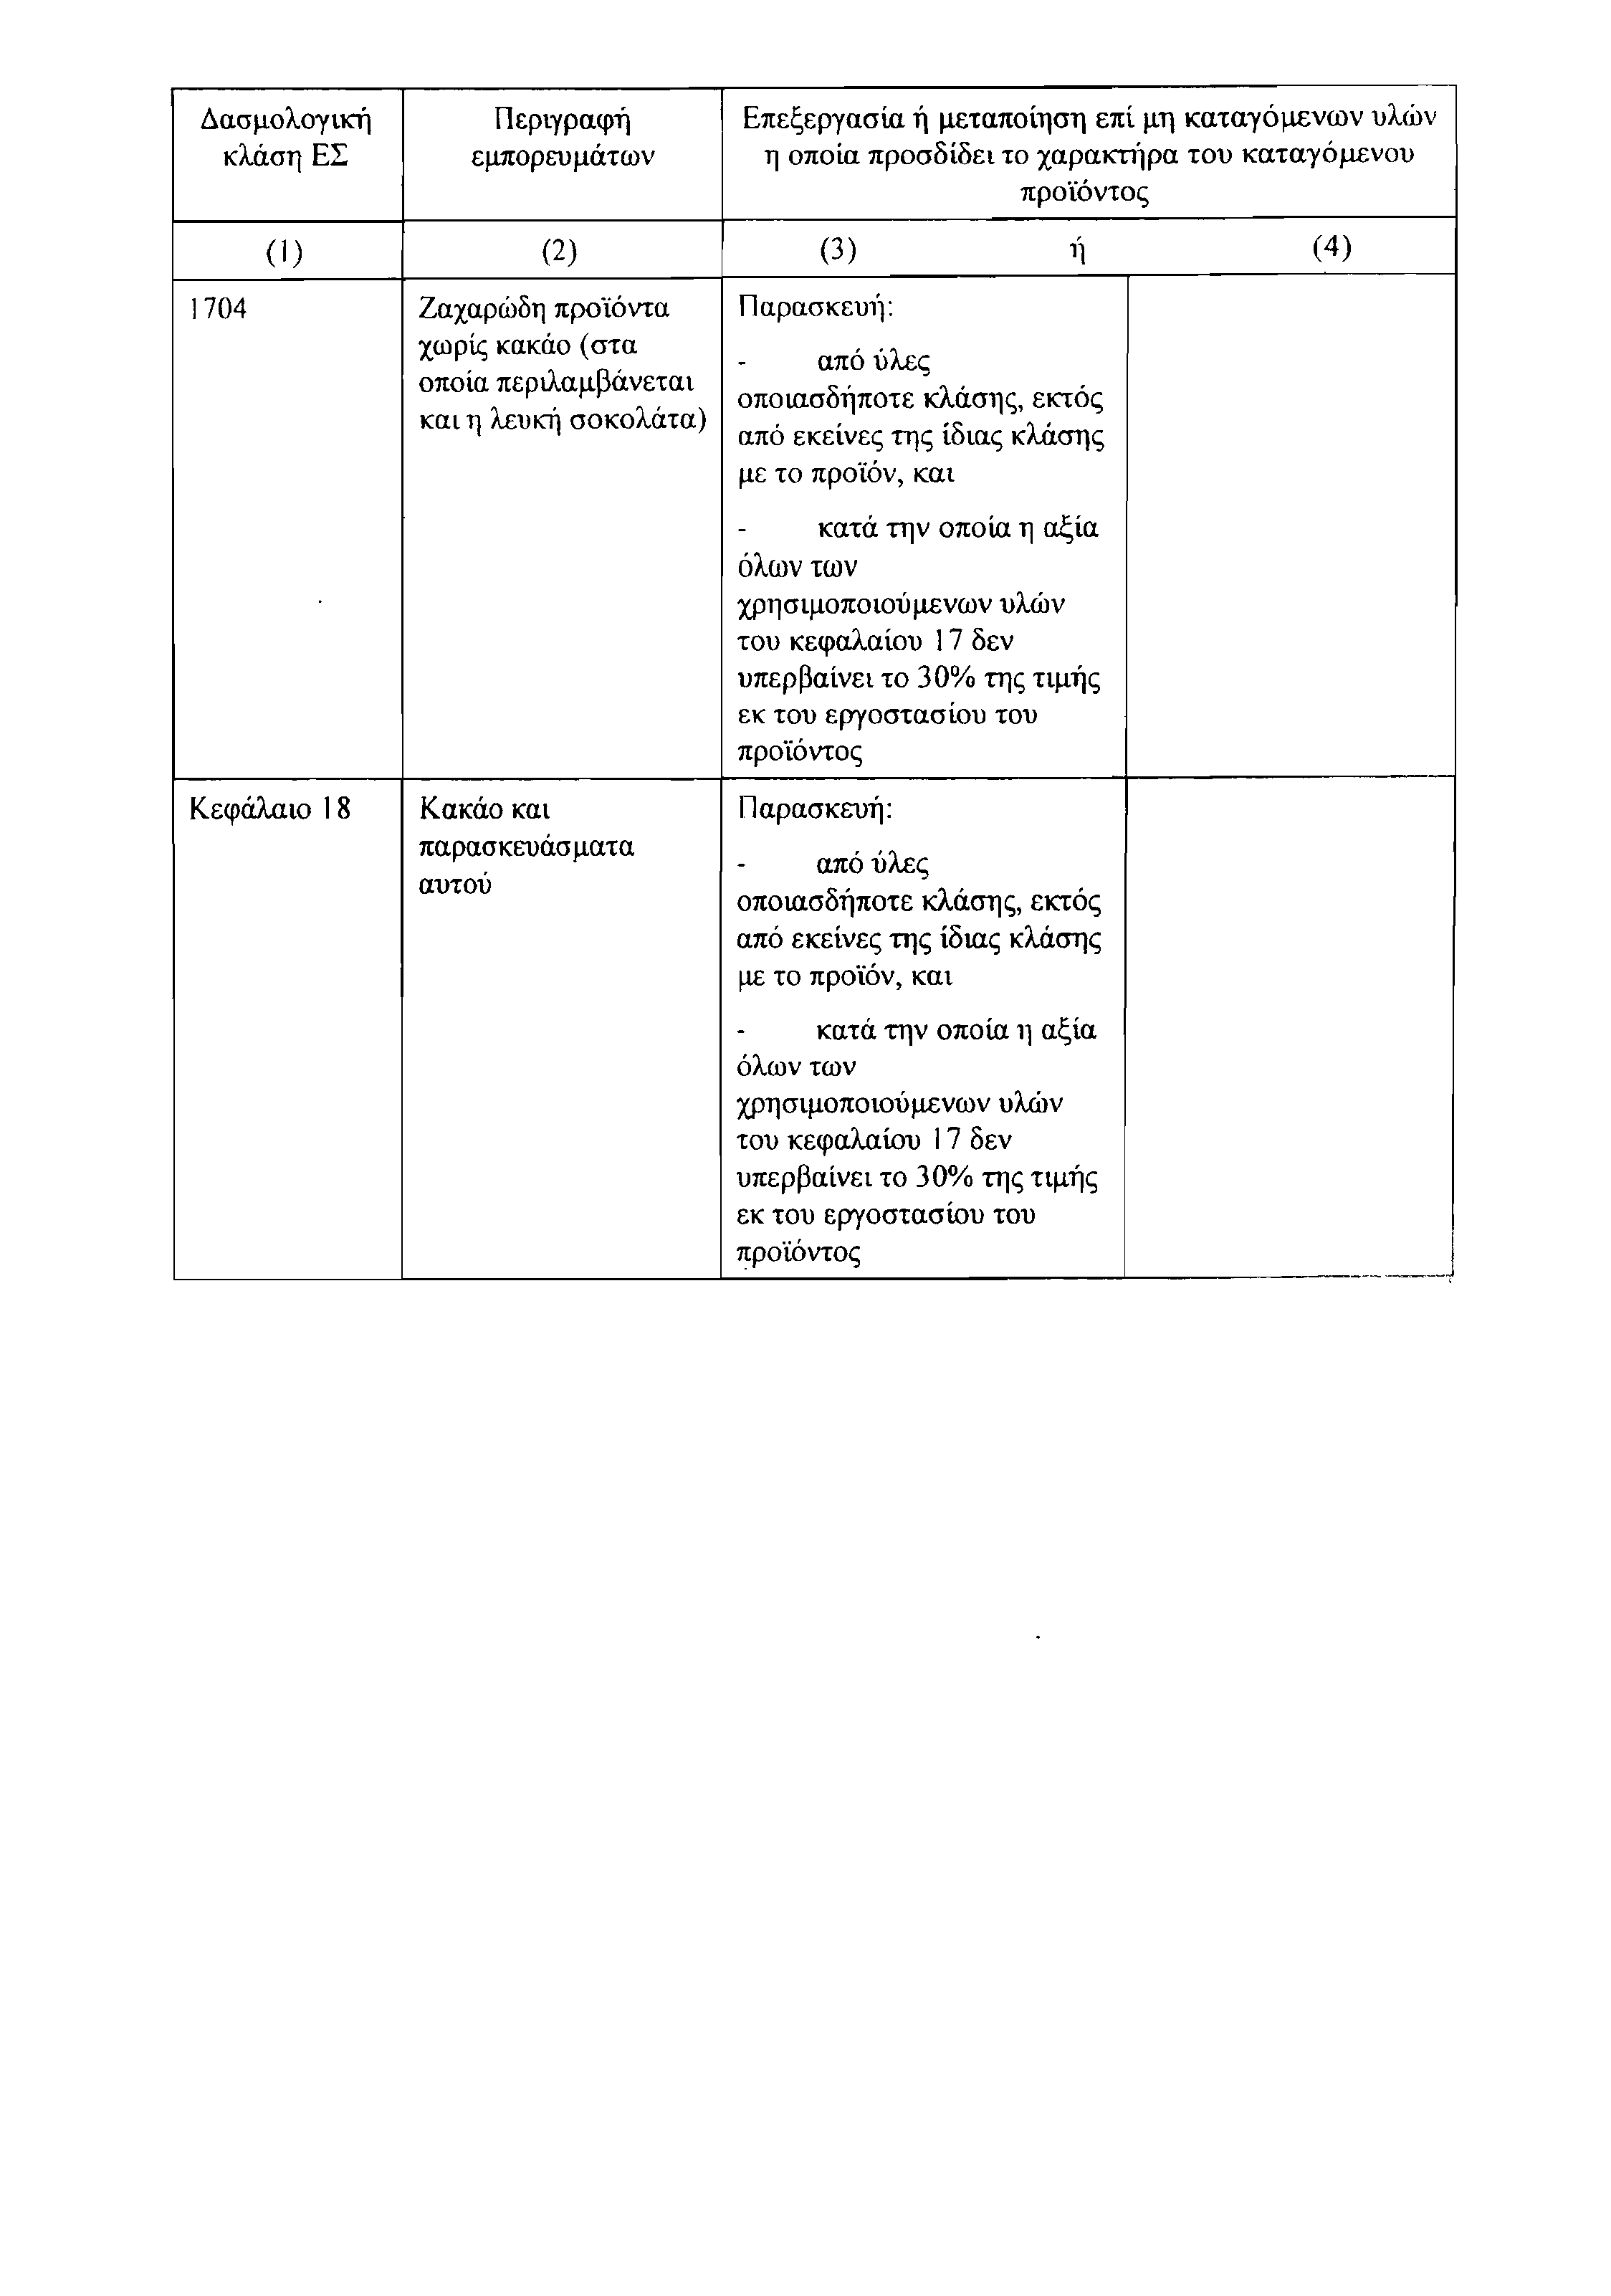 Δασμολογική
κλάση ΕΣ
Περιγραφή
εμπορευμάτων
Επεξεργασία ή μεταποίηση επί μη καταγόμενων υλών
η οποία προσδίδει το χαρακτήρα του καταγόμενου
προϊόντος
(1)
(2)
(3) ή (4)
1704
Ζαχαρώδη προϊόντα
χωρίς κακάο (στα
οποία περιλαμβάνεται
και η λευκή σοκολάτα)
Παρασκευή:
- από ύλες
οποιασδήποτε κλάσης, εκτός
από εκείνες της ίδιας κλάσης
με το προϊόν, και
- κατά την οποία η αξία
όλων των
χρησιμοποιούμενων υλών
του κεφαλαίου 17 δεν
υπερβαίνει το 30% της τιμής
εκ του εργοστασίου του
προϊόντος
Κεφάλαιο 18
Κακάο και
παρασκευάσματα
αυτού
Παρασκευή:
- από ύλες
οποιασδήποτε κλάσης, εκτός
από εκείνες της ίδιας κλάσης
με το προϊόν, και
- κατά την οποία η αξία
όλων των
χρησιμοποιούμενων υλών
του κεφαλαίου 17 δεν
υπερβαίνει το 30% της τιμής
εκ του εργοστασίου του
προϊόντος